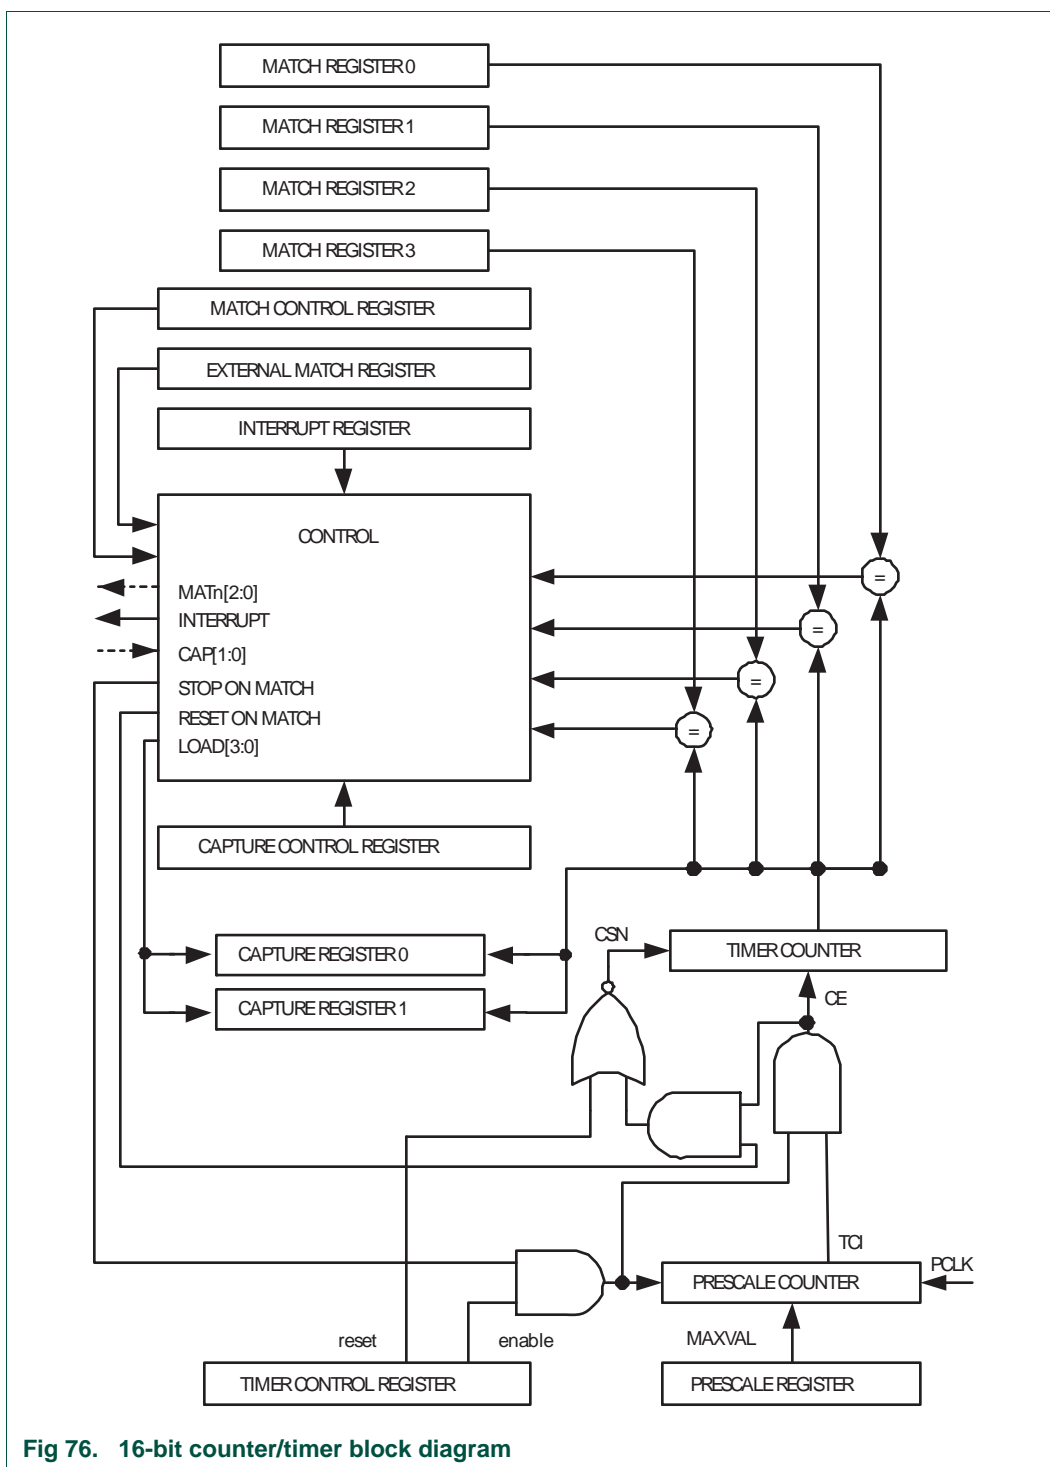 MATCH REGISTER 0
MATCH REGISTER 1
MATCH REGISTER 2
MATCH REGISTER 3
MATCH CONTROL REGISTER
EXTERNAL MATCH REGISTER
INTERRUPT REGISTER
CONTROL
=
MATn[2:0]
INTERRUPT
=
CAP[1:0]
STOP ON MATCH
=
RESET ON MATCH
=
LOAD[3:0]
CAPTURE CONTROL REGISTER
CSN
CAPTURE REGISTER 0
TIMER COUNTER
CE
CAPTURE REGISTER 1
TCI
PCLK
PRESCALE COUNTER
reset
enable
MAXVAL
TIMER CONTROL REGISTER
PRESCALE REGISTER
Fig 76. 16-bit counter/timer block diagram